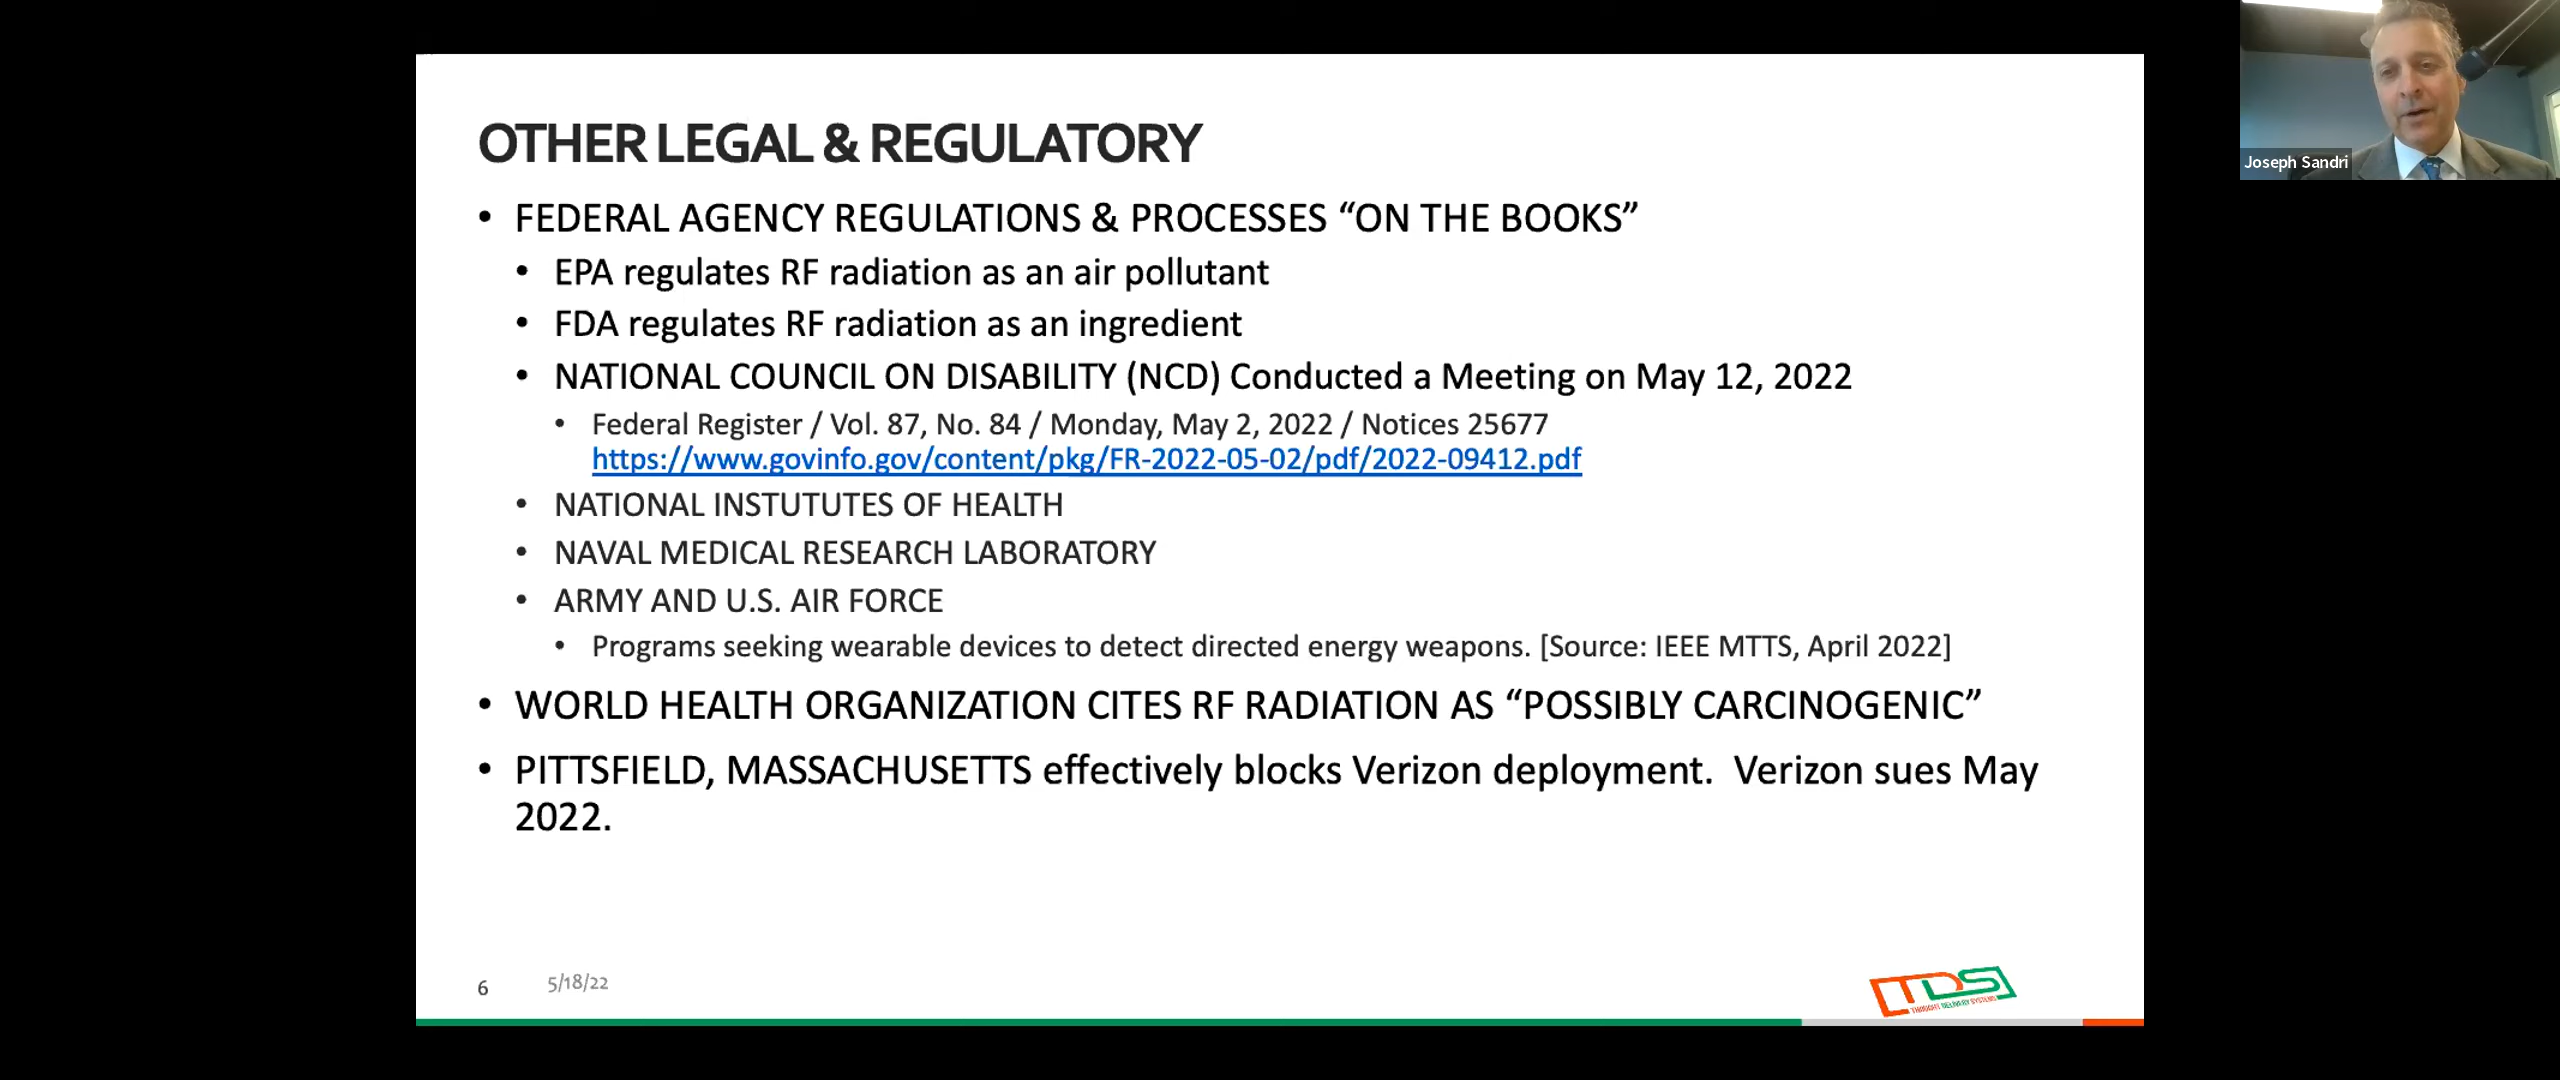 OTHER LEGAL & REGULATORY
• FEDERAL AGENCY REGULATIONS & PROCESSES “ON THE BOOKS”
• EPA regulates RF radiation as an air pollutant
• FDA regulates RF radiation as an ingredient
• NATIONAL COUNCIL ON DISABILITY (NCD) Conducted a Meeting on May 12, 2022
• Federal Register / Vol. 87, No. 84 / Monday, May 2, 2022 / Notices 25677
https://www.govinfo.gov/content/pkg/FR-2022-05-02/pdf/2022-09412.pdf
• NATIONAL INSTUTUTES OF HEALTH
• NAVAL MEDICAL RESEARCH LABORATORY
• ARMY AND U.S. AIR FORCE
• Programs seeking wearable devices to detect directed energy weapons. [Source: IEEE MTTS, April 2022]
• WORLD HEALTH ORGANIZATION CITES RF RADIATION AS “POSSIBLY CARCINOGENIC”
• PITTSFIELD, MASSACHUSETTS effectively blocks Verizon deployment.  Verizon sues May
2022.
6
5/18/22
TDS
THOUGHT DELIVERY SYSTEMS
Joseph Sandri